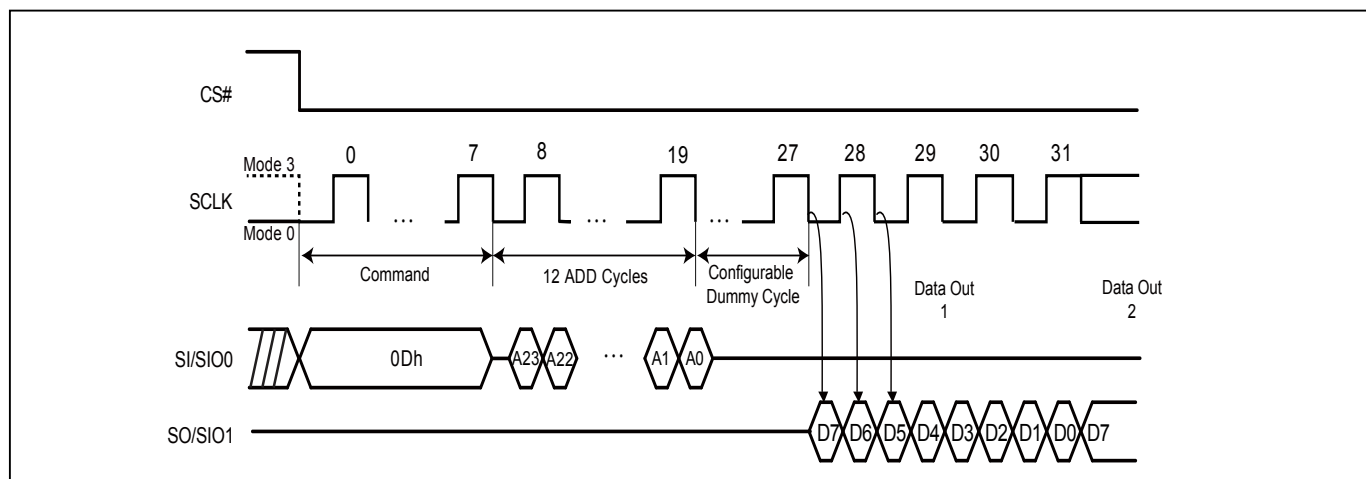 CS#
Mode 3
0 7 8 19 27 28 29 30 31
SCLK
... ... ...
Mode 0
Command
12 ADD Cycles
Configurable
Dummy Cycle
Data Out
1
Data Out
2
SI/SIO0
0Dh
A23 A22 ... A1 A0
SO/SIO1
D7 D6 D5 D4 D3 D2 D1 D0 D7